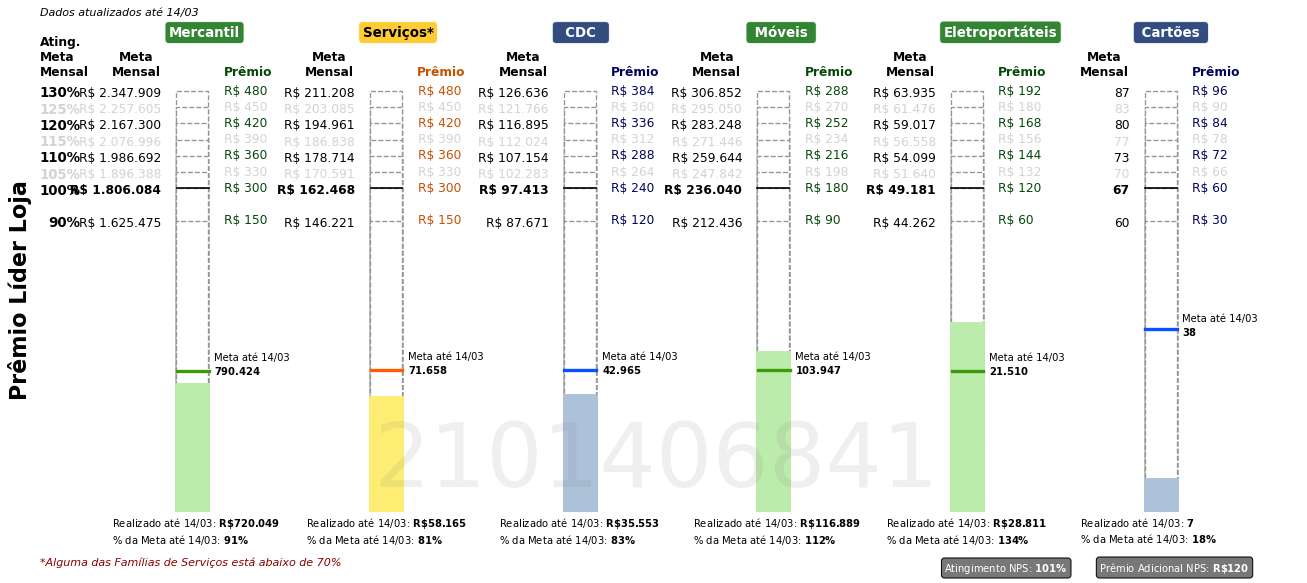 Dados atualizados até 14/03
Mercantil Serviços* CDC Móveis Eletroportáteis Cartões
Ating. Meta Mensal Meta Mensal Prêmio Meta Mensal Prêmio Meta Mensal Prêmio Meta Mensal Prêmio Meta Mensal Prêmio Meta Mensal Prêmio
130% R$ 2.347.909 R$ 480 R$ 211.208 R$ 480 R$ 126.636 R$ 384 R$ 306.852 R$ 288 R$ 63.935 R$ 192 87 R$ 96
125% R$ 2.257.605 R$ 450 R$ 203.085 R$ 450 R$ 121.766 R$ 360 R$ 295.050 R$ 270 R$ 61.476 R$ 180 83 R$ 90
120% R$ 2.167.300 R$ 420 R$ 194.961 R$ 420 R$ 116.895 R$ 336 R$ 283.248 R$ 252 R$ 59.017 R$ 168 80 R$ 84
115% R$ 2.076.996 R$ 390 R$ 186.838 R$ 390 R$ 112.024 R$ 312 R$ 271.446 R$ 234 R$ 56.558 R$ 156 77 R$ 78
110% R$ 1.986.692 R$ 360 R$ 178.714 R$ 360 R$ 107.154 R$ 288 R$ 259.644 R$ 216 R$ 54.099 R$ 144 73 R$ 72
105% R$ 1.896.388 R$ 330 R$ 170.591 R$ 330 R$ 102.283 R$ 264 R$ 247.842 R$ 198 R$ 51.640 R$ 132 70 R$ 66
100% R$ 1.806.084 R$ 300 R$ 162.468 R$ 300 R$ 97.413 R$ 240 R$ 236.040 R$ 180 R$ 49.181 R$ 120 67 R$ 60
90% R$ 1.625.475 R$ 150 R$ 146.221 R$ 150 R$ 87.671 R$ 120 R$ 212.436 R$ 90 R$ 44.262 R$ 60 60 R$ 30
Prêmio Líder Loja
Meta até 14/03
38
Meta até 14/03 Meta até 14/03 Meta até 14/03 Meta até 14/03 Meta até 14/03
790.424 71.658 42.965 103.947 21.510
2101406841
Realizado até 14/03: R$720.049 Realizado até 14/03: R$58.165 Realizado até 14/03: R$35.553 Realizado até 14/03: R$116.889 Realizado até 14/03: R$28.811 Realizado até 14/03: 7
% da Meta até 14/03: 91% % da Meta até 14/03: 81% % da Meta até 14/03: 83% % da Meta até 14/03: 112% % da Meta até 14/03: 134% % da Meta até 14/03: 18%
*Alguma das Famílias de Serviços está abaixo de 70%
Atingimento NPS: 101% Prêmio Adicional NPS: R$120